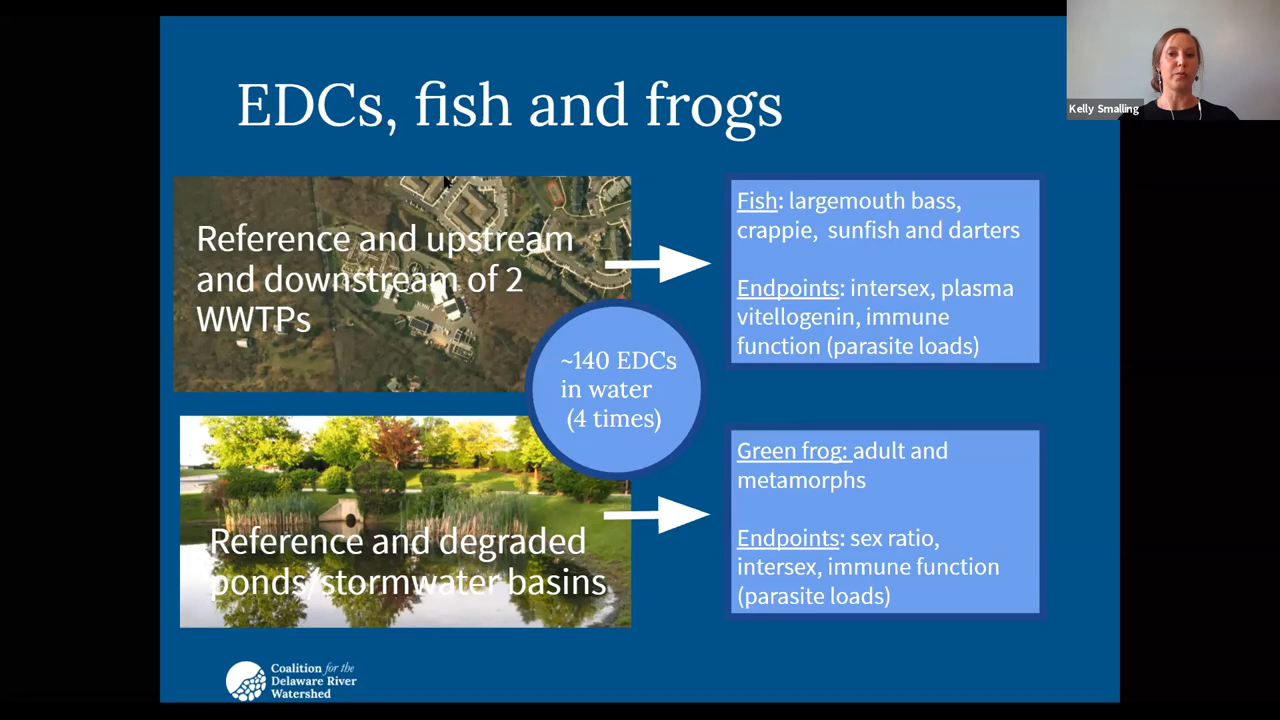 EDCs, fish and frogs
Kelly Smalling
Reference and upstream
and downstream of 2
WWTPs
Fish: largemouth bass,
crappie, sunfish and darters
Endpoints: intersex, plasma
vitellogenin, immune
function (parasite loads)
~140 EDCs
in water
(4 times)
Reference and degraded
ponds/stormwater basins
Green frog: adult and
metamorphs
Endpoints: sex ratio,
intersex, immune function
(parasite loads)
Coalition for the
Delaware River
Watershed